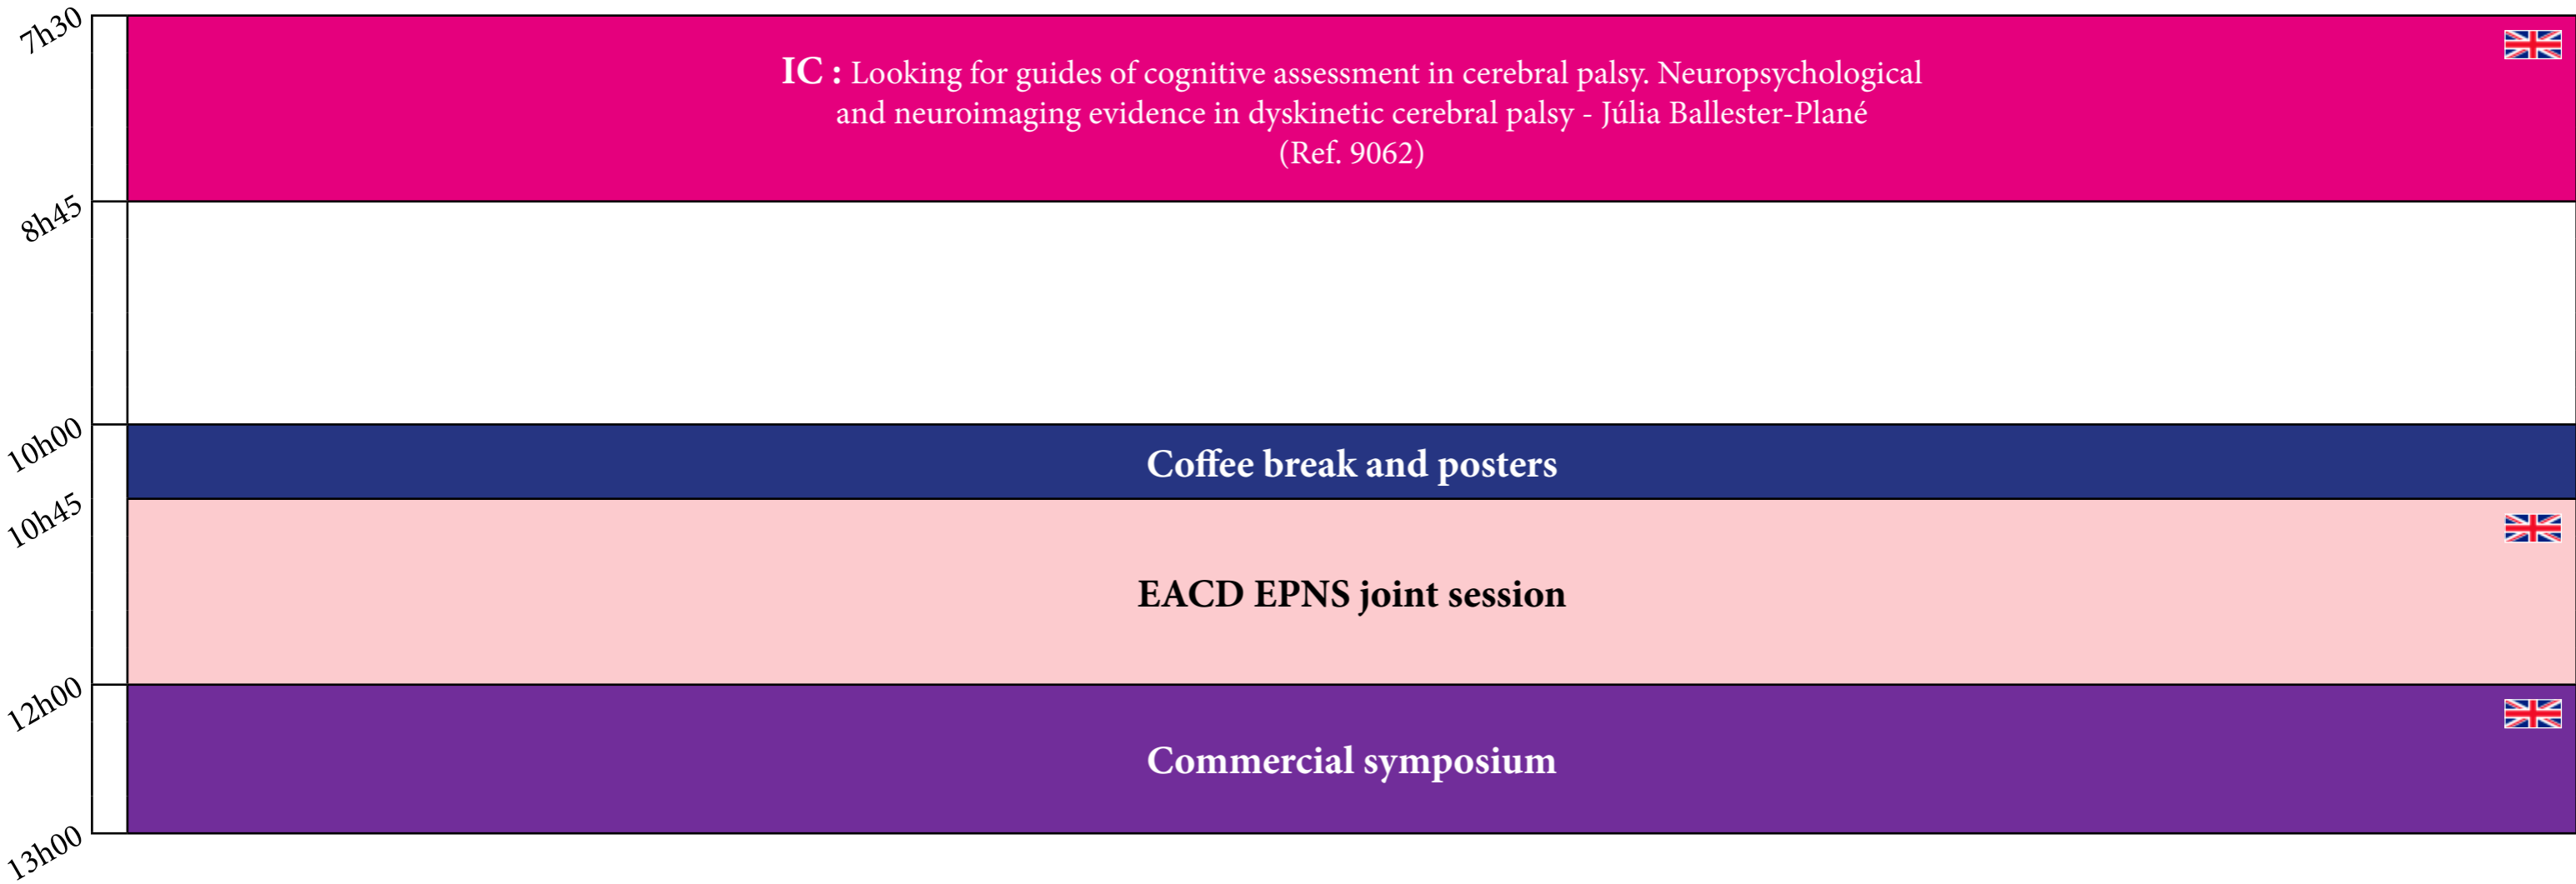 7h30
IC : Looking for guides of cognitive assessment in cerebral palsy. Neuropsychological
and neuroimaging evidence in dyskinetic cerebral palsy - Júlia Ballester-Plané
(Ref. 9062)
8h45
10h00
Coffee break and posters
10h45
EACD EPNS joint session
12h00
Commercial symposium
13h00